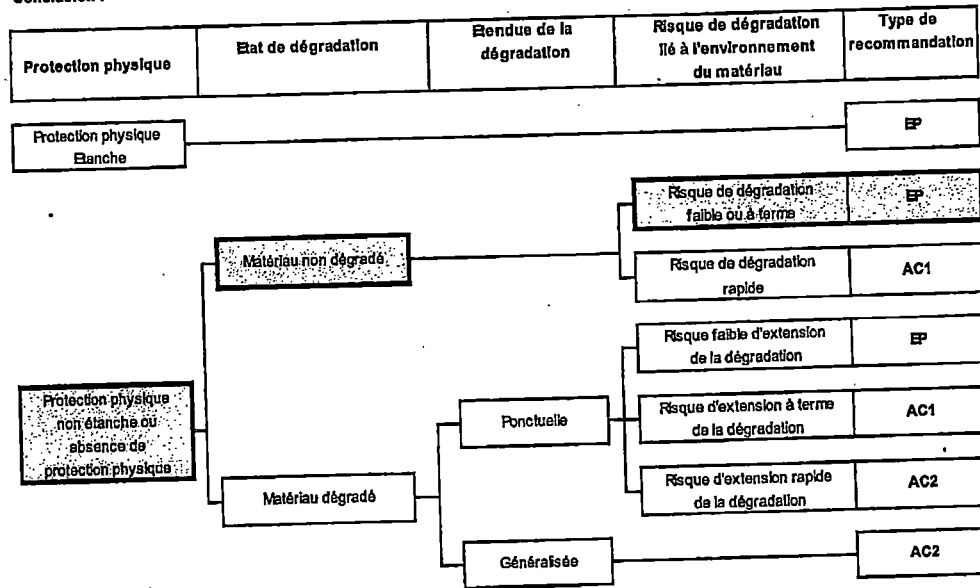 Protection physique
Etat de dégradation
Etendue de la
dégradation
Risque de dégradation
lié à l'environnement
du matériau
Type de
recommandation
Protection physique
Etanche
EP
Risque de dégradation
faible ou à terme
EP
Matériau non dégradé
Risque de dégradation
rapide
AC1
Risque faible d'extension
de la dégradation
EP
Protection physique
non étanche ou
absence de
protection physique
Ponctuelle
Risque d'extension à terme
de la dégradation
AC1
Matériau dégradé
Risque d'extension rapide
de la dégradation
AC2
Généralisée
AC2